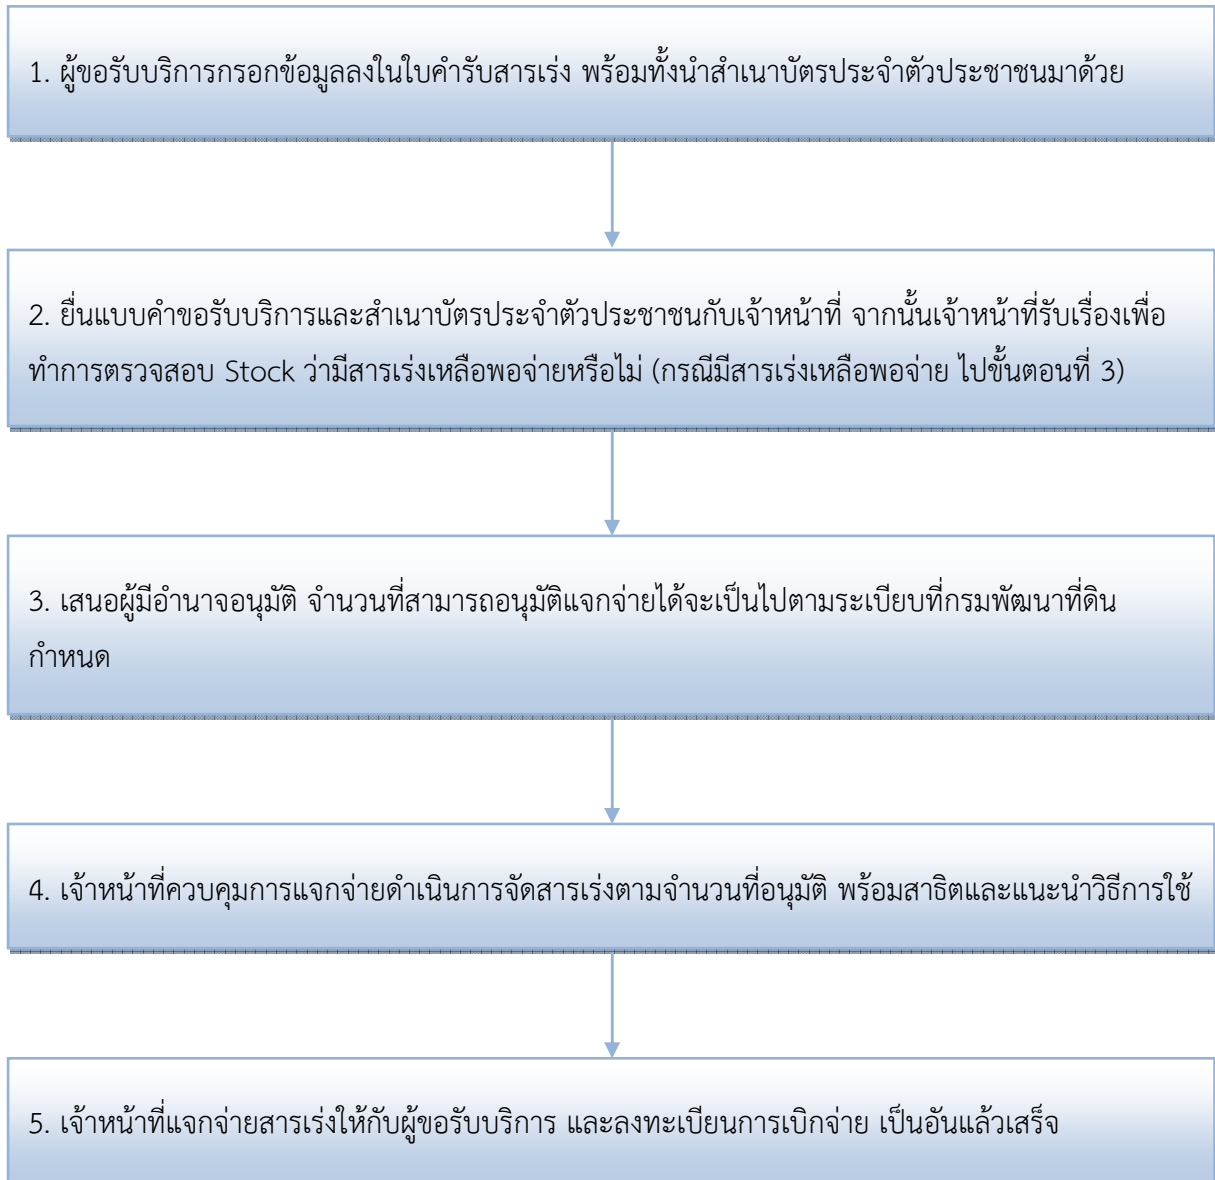 1. ผู้ขอรับบริการกรอกข้อมูลลงในใบคำรับสารเร่ง พร้อมทั้งนำสำเนาบัตรประจำตัวประชาชนมาด้วย
2. ยื่นแบบคำขอรับบริการและสำเนาบัตรประจำตัวประชาชนกับเจ้าหน้าที่ จากนั้นเจ้าหน้าที่รับเรื่องเพื่อ
ทำการตรวจสอบ Stock ว่ามีสารเร่งเหลือพอจ่ายหรือไม่ (กรณีมีสารเร่งเหลือพอจ่าย ไปขั้นตอนที่ 3)
3. เสนอผู้มีอำนาจอนุมัติ จำนวนที่สามารถอนุมัติแจกจ่ายได้จะเป็นไปตามระเบียบที่กรมพัฒนาที่ดิน
กำหนด
4. เจ้าหน้าที่ควบคุมการแจกจ่ายดำเนินการจัดสารเร่งตามจำนวนที่อนุมัติ พร้อมสาธิตและแนะนำวิธีการใช้
5. เจ้าหน้าที่แจกจ่ายสารเร่งให้กับผู้ขอรับบริการ และลงทะเบียนการเบิกจ่าย เป็นอันแล้วเสร็จ